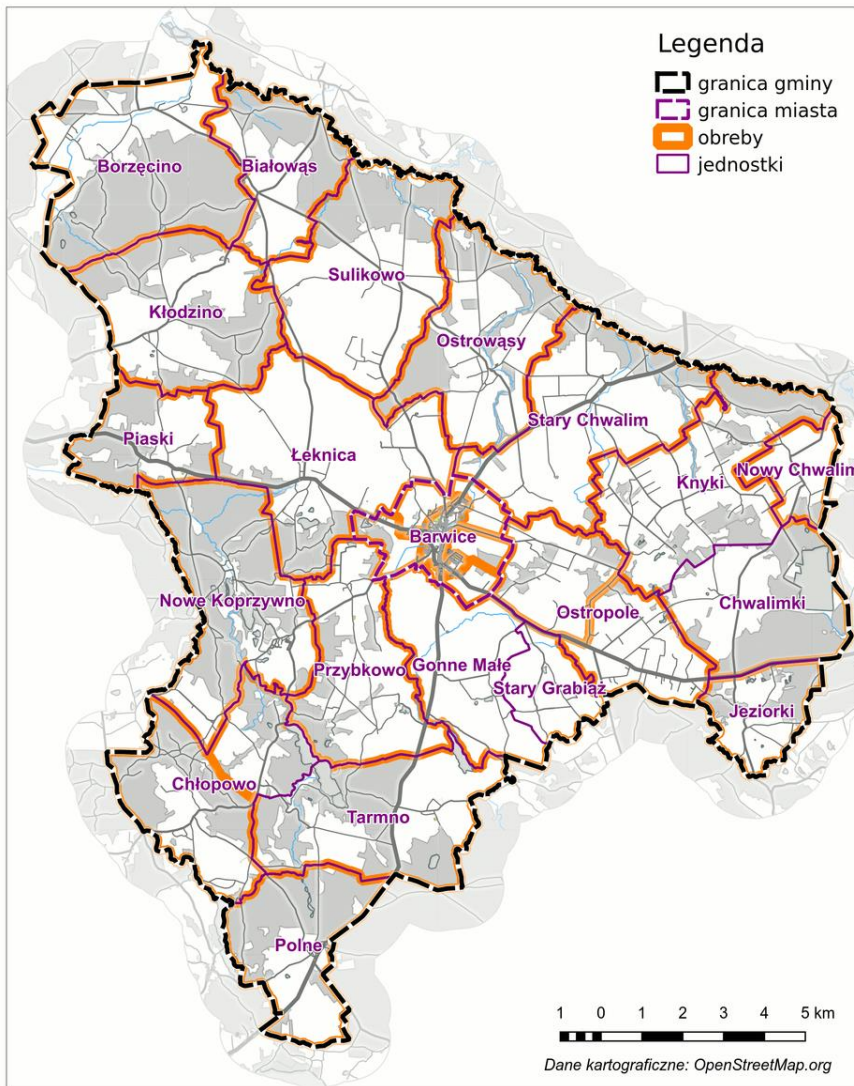 Legenda
granica gminy
granica miasta
obreby
jednostki
Borzęcino
Białowąs
Sulikowo
Kłodzino
Ostrowąsy
Stary Chwalim
Piaski
Łeknica
Knyki
Nowy Chwalim
Barwice
Nowe Koprzywno
Ostropole
Chwalimki
Przybkowo
Gonne Małe
Stary Grabiąż
Jeziorki
Chłopowo
Tarmno
Polne
1 0 1 2 3 4 5 km
Dane kartograficzne: OpenStreetMap.org